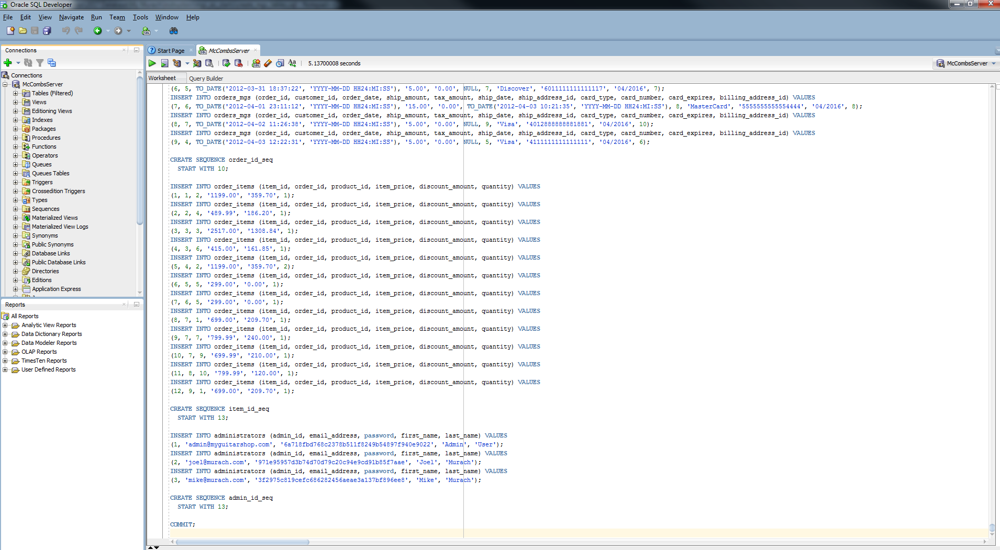 Oracle SQL Developer
File Edit View Navigate Run Team Tools Window Help
Connections
Connections
McCombsServer
Tables (Filtered)
Views
Editioning Views
Indexes
Packages
Procedures
Functions
Operators
Queues
Queues Tables
Triggers
Crossedition Triggers
Types
Sequences
Materialized Views
Materialized View Logs
Synonyms
Public Synonyms
Database Links
Public Database Links
Directories
Editions
Application Express
Reports
All Reports
Analytic View Reports
Data Dictionary Reports
Data Modeler Reports
OLAP Reports
TimesTen Reports
User Defined Reports
Start Page McCombsServer
5.13700008 seconds
McCombsServer
Worksheet Query Builder
(6, 5, TO_DATE('2012-03-31 18:37:22', 'YYYY-MM-DD HH24:MI:SS'), '5.00', '0.00', NULL, 7, 'Discover', '6011111111111117', '04/2016', 7);
INSERT INTO orders_mgs (order_id, customer_id, order_date, ship_amount, tax_amount, ship_date, ship_address_id, card_type, card_number, card_expires, billing_address_id) VALUES
(7, 6, TO_DATE('2012-04-01 23:11:12', 'YYYY-MM-DD HH24:MI:SS'), '15.00', '0.00', TO_DATE('2012-04-03 10:21:35', 'YYYY-MM-DD HH24:MI:SS'), 8, 'MasterCard', '5555555555554444', '04/2016', 8);
INSERT INTO orders_mgs (order_id, customer_id, order_date, ship_amount, tax_amount, ship_date, ship_address_id, card_type, card_number, card_expires, billing_address_id) VALUES
(8, 7, TO_DATE('2012-04-02 11:26:38', 'YYYY-MM-DD HH24:MI:SS'), '5.00', '0.00', NULL, 9, 'Visa', '4012888888881881', '04/2016', 10);
INSERT INTO orders_mgs (order_id, customer_id, order_date, ship_amount, tax_amount, ship_date, ship_address_id, card_type, card_number, card_expires, billing_address_id) VALUES
(9, 4, TO_DATE('2012-04-03 12:22:31', 'YYYY-MM-DD HH24:MI:SS'), '5.00', '0.00', NULL, 5, 'Visa', '4111111111111111', '04/2016', 6);
CREATE SEQUENCE order_id_seq
START WITH 10;
INSERT INTO order_items (item_id, order_id, product_id, item_price, discount_amount, quantity) VALUES
(1, 1, 2, '1199.00', '359.70', 1);
INSERT INTO order_items (item_id, order_id, product_id, item_price, discount_amount, quantity) VALUES
(2, 2, 4, '489.99', '186.20', 1);
INSERT INTO order_items (item_id, order_id, product_id, item_price, discount_amount, quantity) VALUES
(3, 3, 3, '2517.00', '1308.84', 1);
INSERT INTO order_items (item_id, order_id, product_id, item_price, discount_amount, quantity) VALUES
(4, 3, 6, '415.00', '161.85', 1);
INSERT INTO order_items (item_id, order_id, product_id, item_price, discount_amount, quantity) VALUES
(5, 4, 2, '1199.00', '359.70', 2);
INSERT INTO order_items (item_id, order_id, product_id, item_price, discount_amount, quantity) VALUES
(6, 5, 5, '299.00', '0.00', 1);
INSERT INTO order_items (item_id, order_id, product_id, item_price, discount_amount, quantity) VALUES
(7, 6, 5, '299.00', '0.00', 1);
INSERT INTO order_items (item_id, order_id, product_id, item_price, discount_amount, quantity) VALUES
(8, 7, 1, '699.00', '209.70', 1);
INSERT INTO order_items (item_id, order_id, product_id, item_price, discount_amount, quantity) VALUES
(9, 7, 7, '799.99', '240.00', 1);
INSERT INTO order_items (item_id, order_id, product_id, item_price, discount_amount, quantity) VALUES
(10, 7, 9, '699.99', '210.00', 1);
INSERT INTO order_items (item_id, order_id, product_id, item_price, discount_amount, quantity) VALUES
(11, 8, 10, '799.99', '120.00', 1);
INSERT INTO order_items (item_id, order_id, product_id, item_price, discount_amount, quantity) VALUES
(12, 9, 1, '699.00', '209.70', 1);
CREATE SEQUENCE item_id_seq
START WITH 13;
INSERT INTO administrators (admin_id, email_address, password, first_name, last_name) VALUES
(1, 'admin@myguitarshop.com', '6a718fbd768c2378b511f8249b54897f940e9022', 'Admin', 'User');
INSERT INTO administrators (admin_id, email_address, password, first_name, last_name) VALUES
(2, 'joel@murach.com', '971e95957d3b74d70d79c20c94e9cd91b85f7aae', 'Joel', 'Murach');
INSERT INTO administrators (admin_id, email_address, password, first_name, last_name) VALUES
(3, 'mike@murach.com', '3f2975c819cefc686282456aeae3a137bf896ee8', 'Mike', 'Murach');
CREATE SEQUENCE admin_id_seq
START WITH 13;
COMMIT;